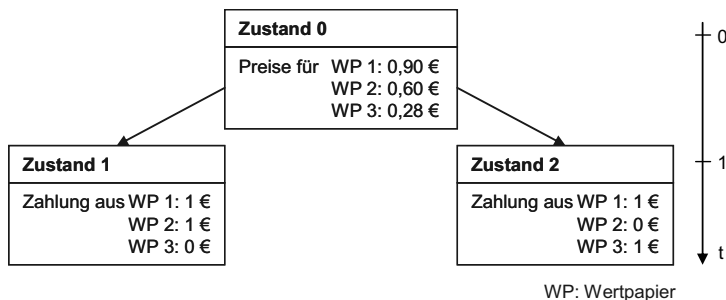 Zustand 0
Preise für WP 1: 0,90 €
WP 2: 0,60 €
WP 3: 0,28 €
Zustand 1
Zahlung aus WP 1: 1 €
WP 2: 1 €
WP 3: 0 €
Zustand 2
Zahlung aus WP 1: 1 €
WP 2: 0 €
WP 3: 1 €
0
1
t
WP: Wertpapier